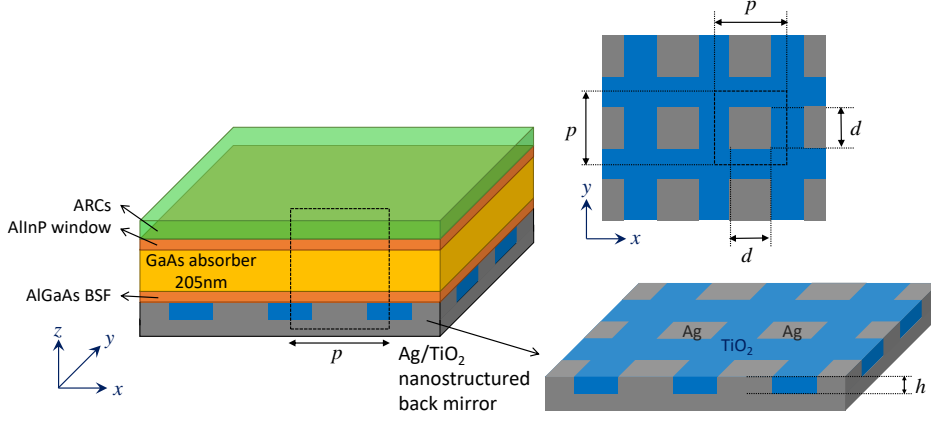 ARCs
AlInP window
GaAs absorber
205nm
AlGaAs BSF
z
y
x
p
Ag/TiO₂
nanostructured
back mirror
p
p
d
d
y
x
Ag
Ag
TiO₂
h